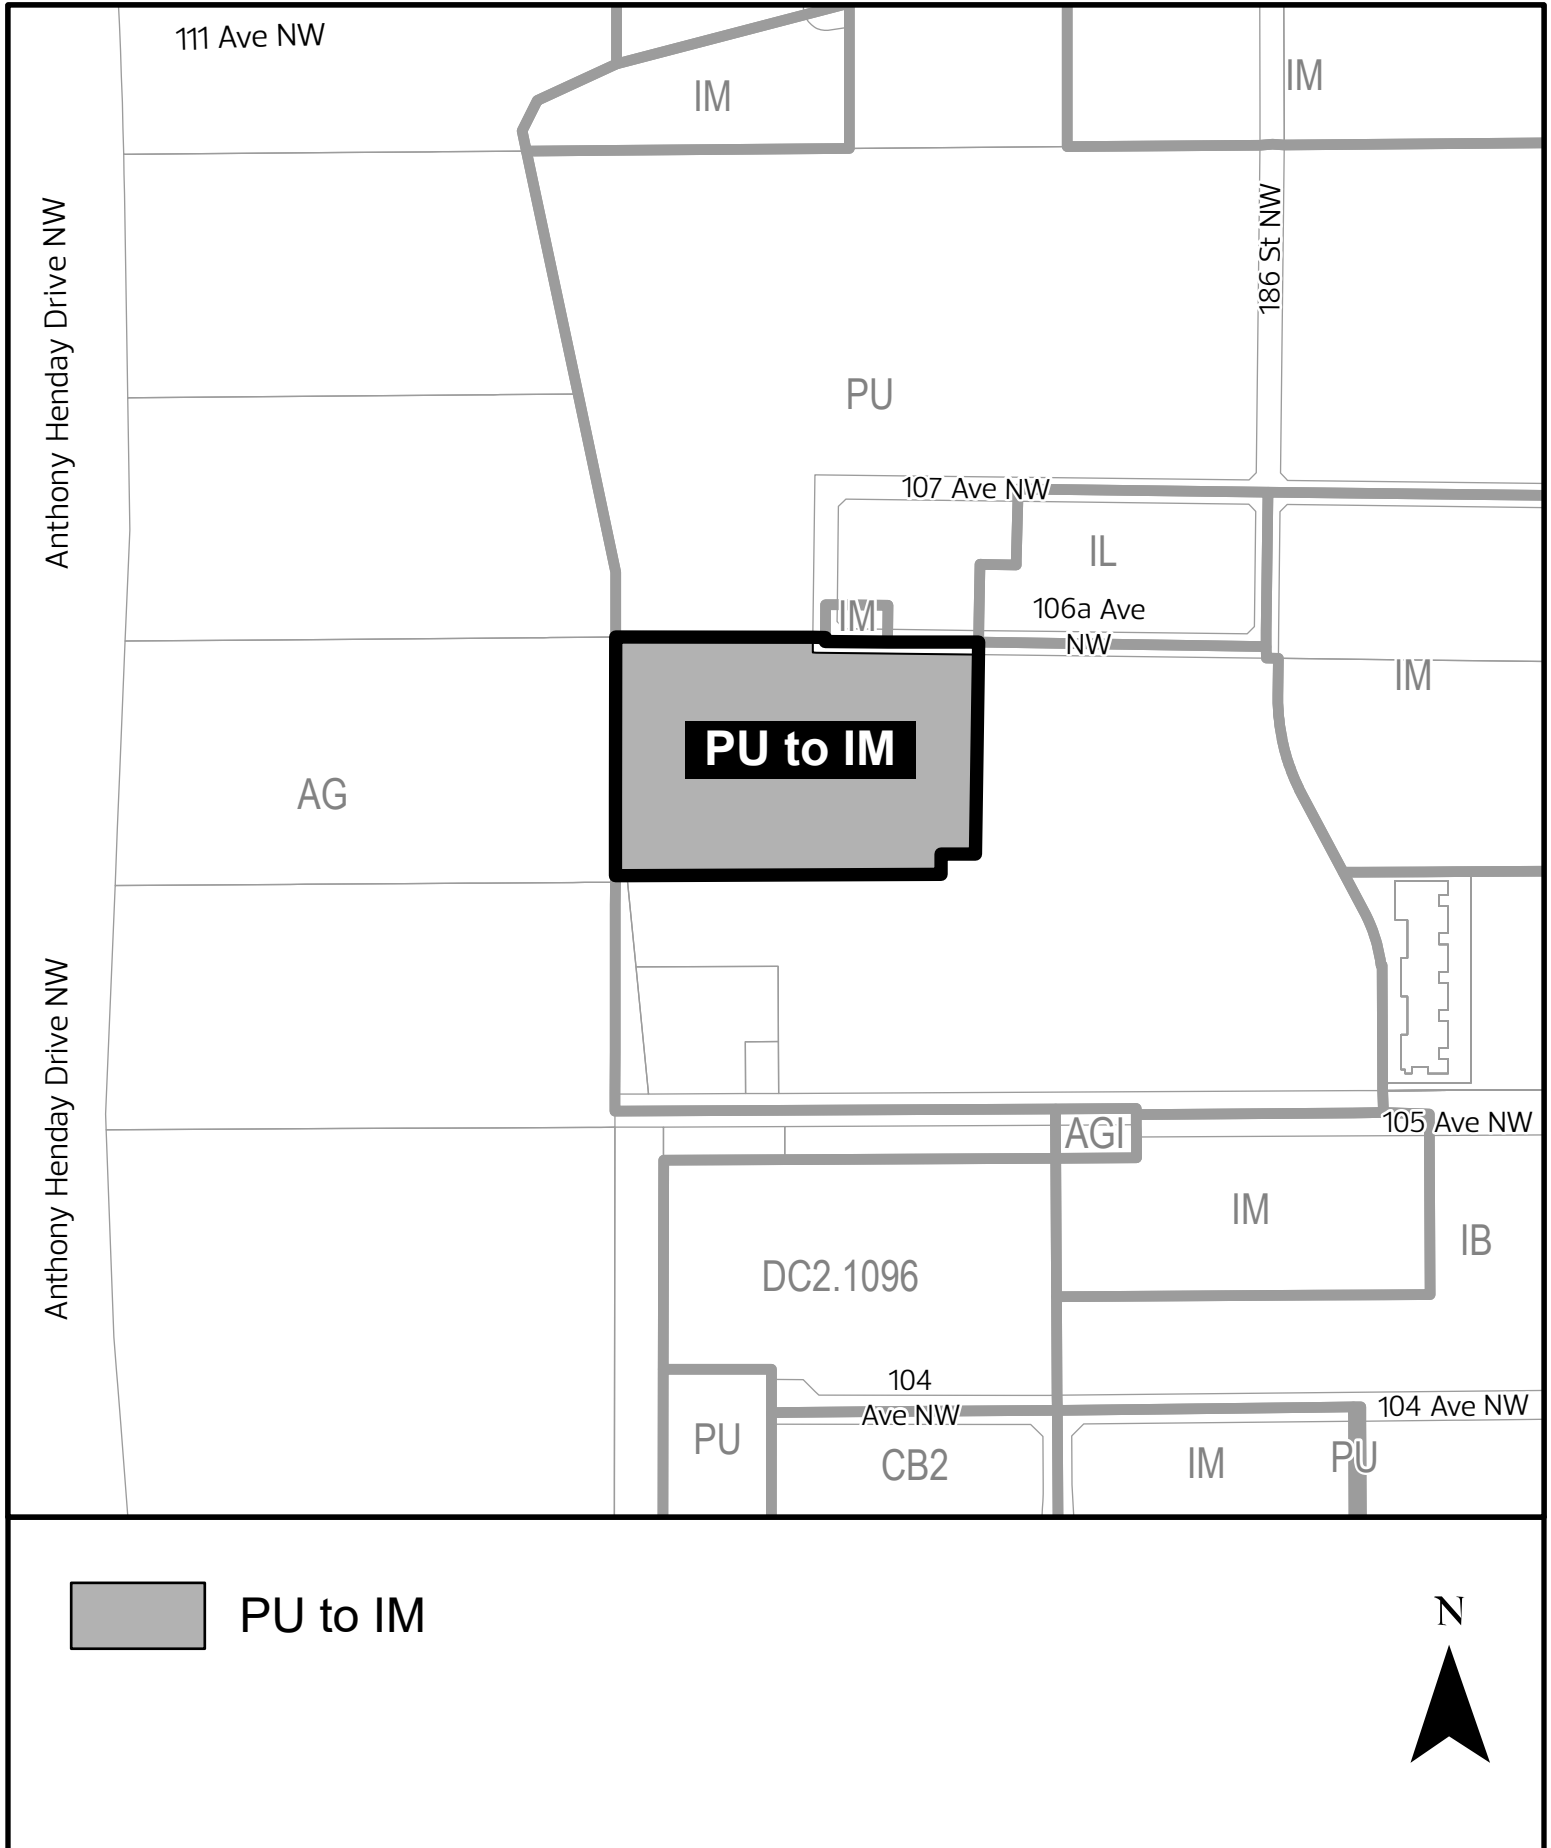 111 Ave NW
IM
IM
Anthony Henday Drive NW
186 St NW
PU
107 Ave NW
IL
IM
106a Ave
NW
IM
PU to IM
AG
Anthony Henday Drive NW
105 Ave NW
AGI
IM
IB
DC2.1096
104
Ave NW
104 Ave NW
PU
CB2
IM
PU
PU to IM
N